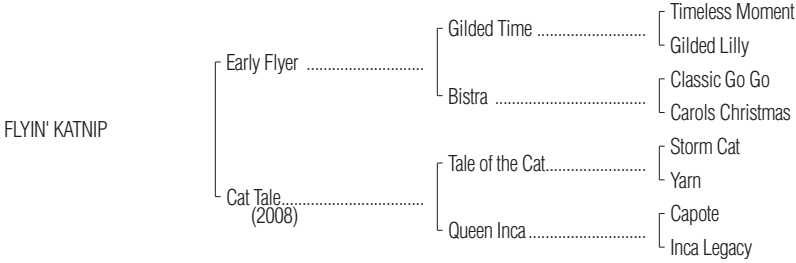 Timeless Moment
Gilded Time ..........................
Gilded Lilly
Early Flyer ............................
Classic Go Go
Bistra ....................................
Carols Christmas
FLYIN' KATNIP
Storm Cat
Tale of the Cat........................
Yarn
Cat Tale..................................
(2008)
Capote
Queen Inca............................
Inca Legacy